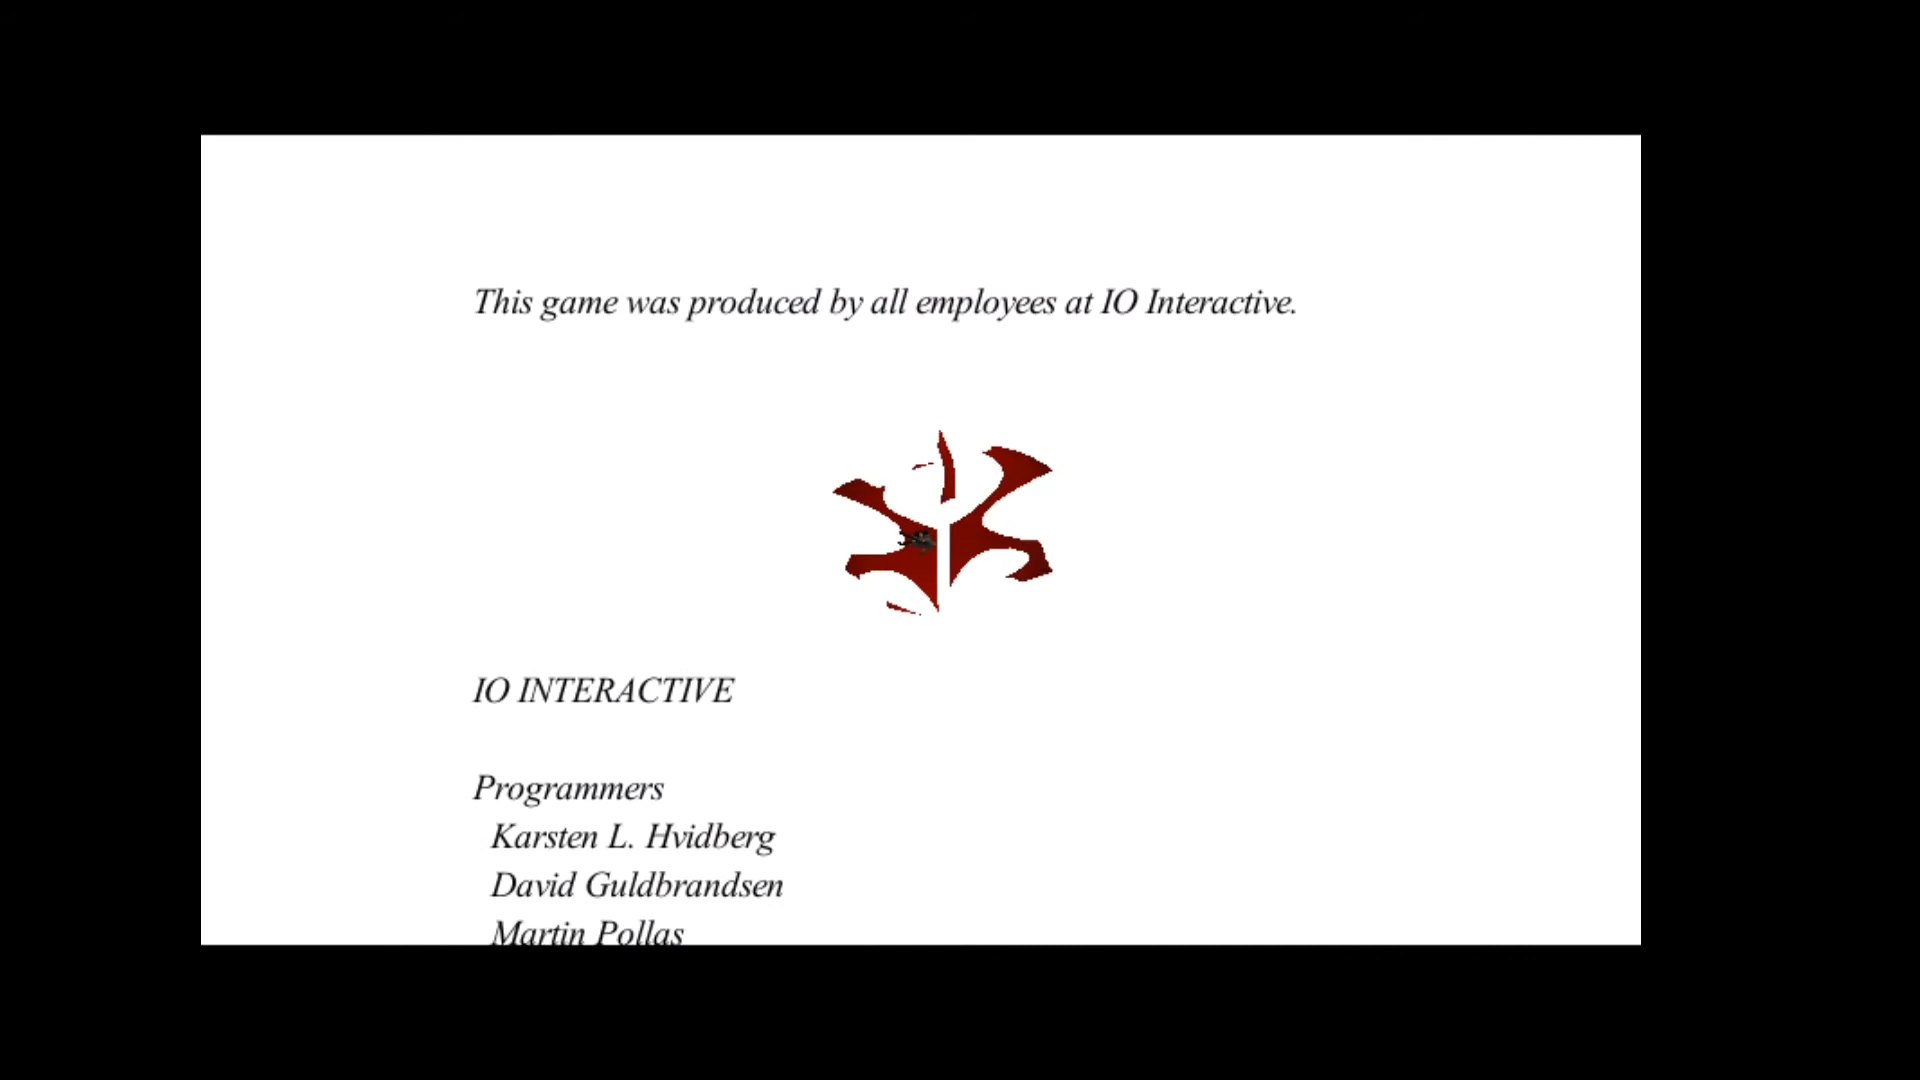 This game was produced by all employees at IO Interactive.
IO INTERACTIVE
Programmers
Karsten L. Hvidberg
David Guldbrandsen
Martin Pollas